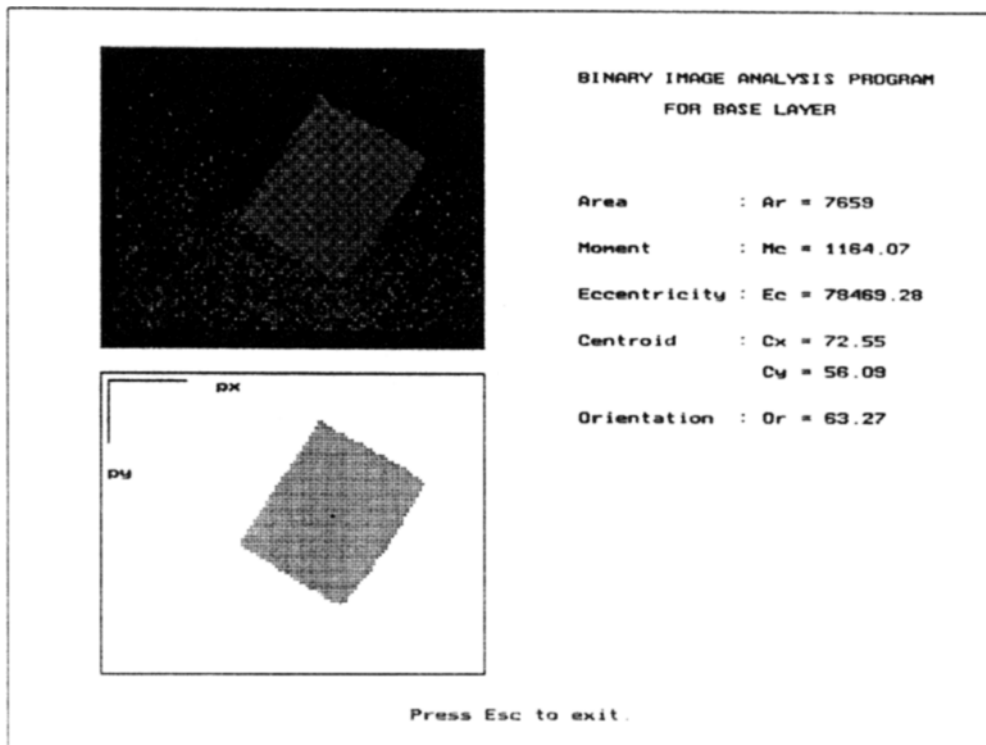 BINARY IMAGE ANALYSIS PROGRAM
FOR BASE LAYER
Area : Ar = 7659
Moment : Mc = 1164.07
Eccentricity : Ec = 78469.28
Centroid : Cx = 72.55
Cy = 56.09
Orientation : Or = 63.27
px
py
Press Esc to exit.